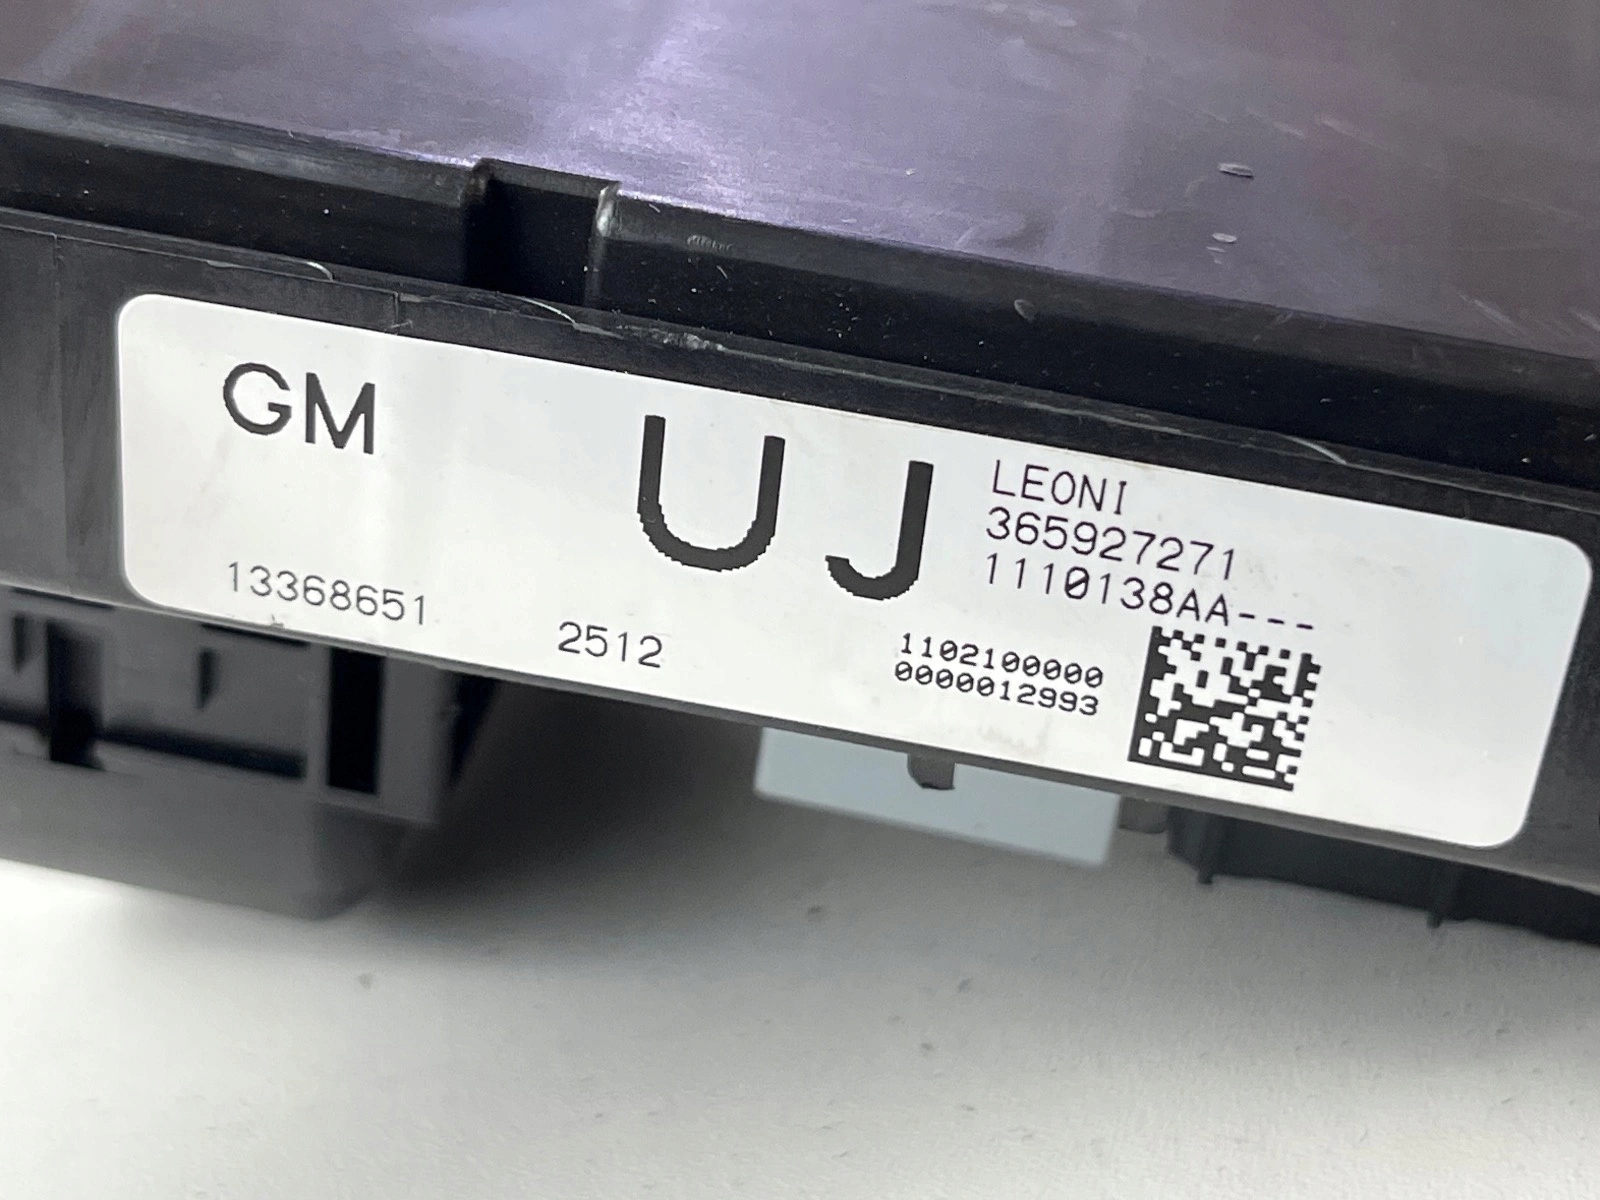 GM
UJ
LEONI
365927271
1110138AA---
13368651
2512
1102100000
0000012993